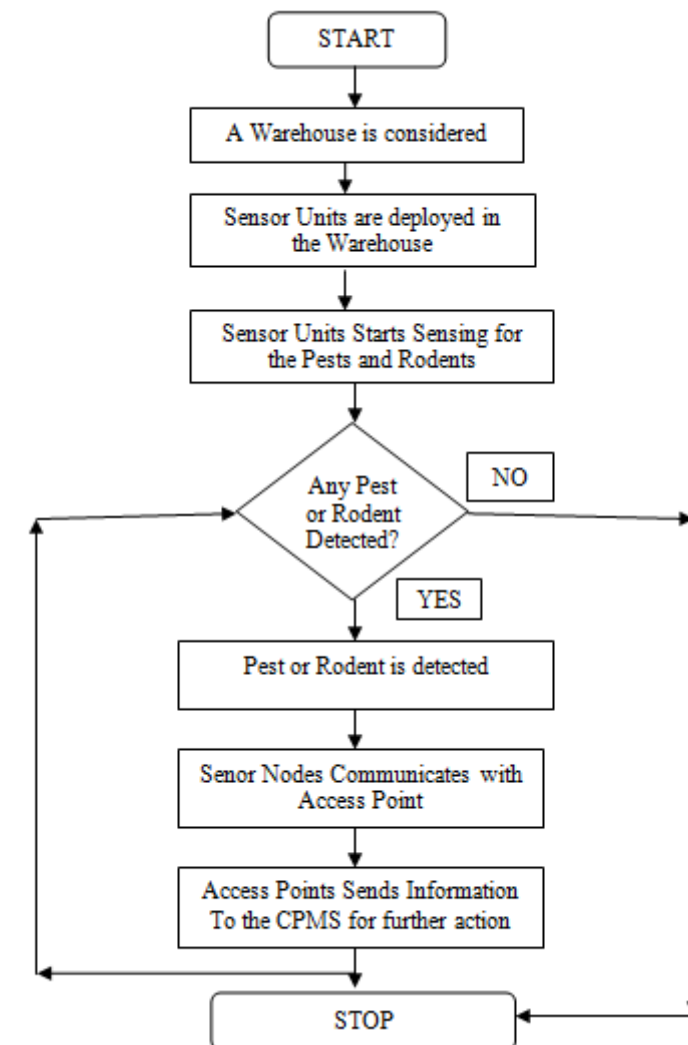 START
A Warehouse is considered
Sensor Units are deployed in
the Warehouse
Sensor Units Starts Sensing for
the Pests and Rodents
Any Pest
or Rodent
Detected?
NO
YES
Pest or Rodent is detected
Senor Nodes Communicates with
Access Point
Access Points Sends Information
To the CPMS for further action
STOP